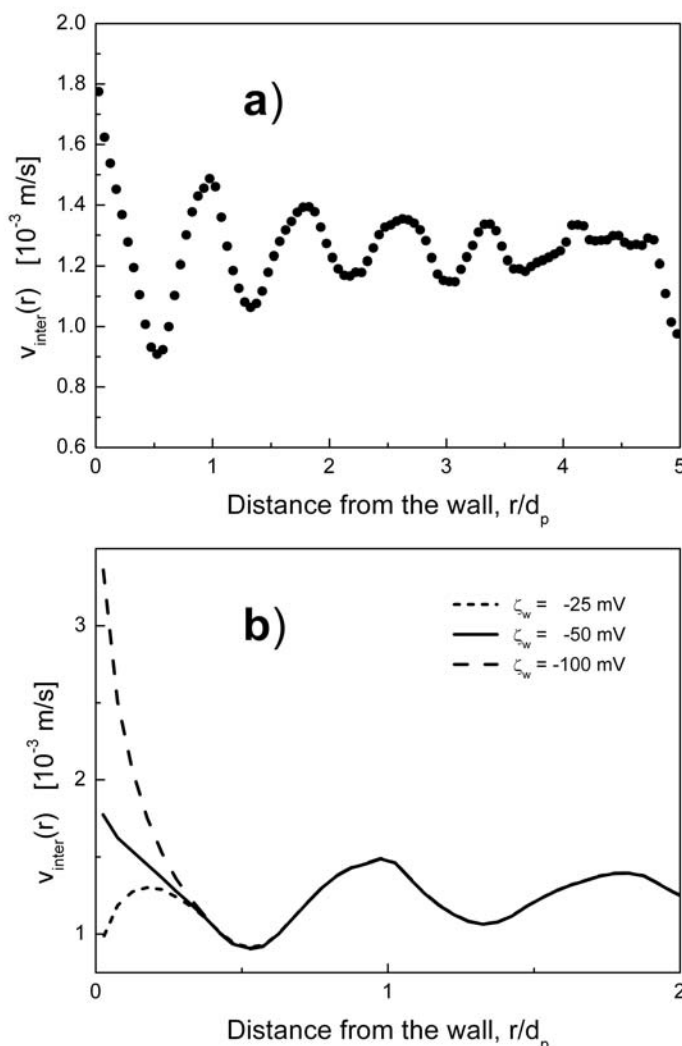 2.0
a)
1.8
1.6
1.4
1.2
1.0
0.8
0.6
v_inter(r) [10^-3 m/s]
0 1 2 3 4 5
Distance from the wall, r/d_p
b)
ζ_w = -25 mV
ζ_w = -50 mV
ζ_w = -100 mV
3
2
1
v_inter(r) [10^-3 m/s]
0 1 2
Distance from the wall, r/d_p